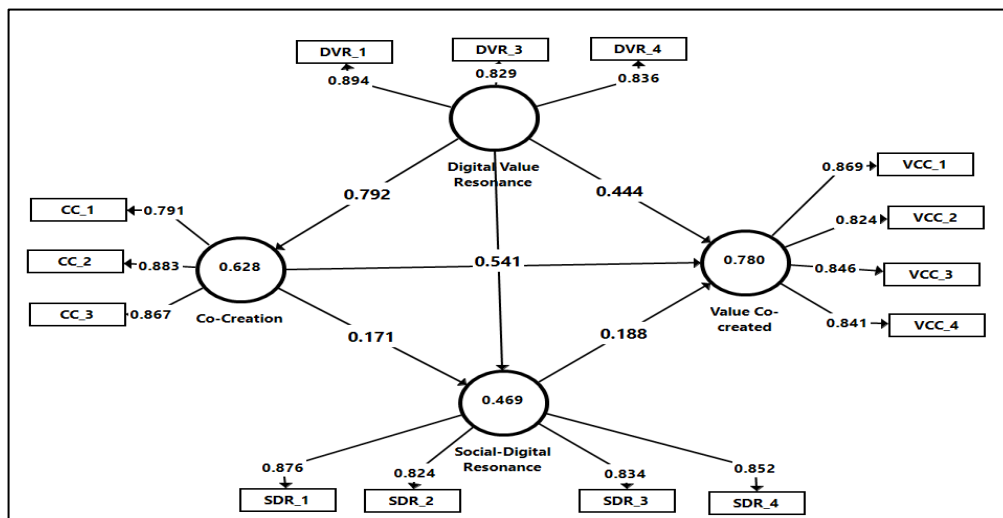 DVR_1
DVR_3
DVR_4
0.894
0.829
0.836
Digital Value
Resonance
0.792
0.444
CC_1
0.791
CC_2
0.883
CC_3
0.867
0.628
Co-Creation
0.541
0.780
Value Co-
created
0.869
VCC_1
0.824
VCC_2
0.846
VCC_3
0.841
VCC_4
0.171
0.188
0.469
Social-Digital
Resonance
0.876
0.824
0.834
0.852
SDR_1
SDR_2
SDR_3
SDR_4